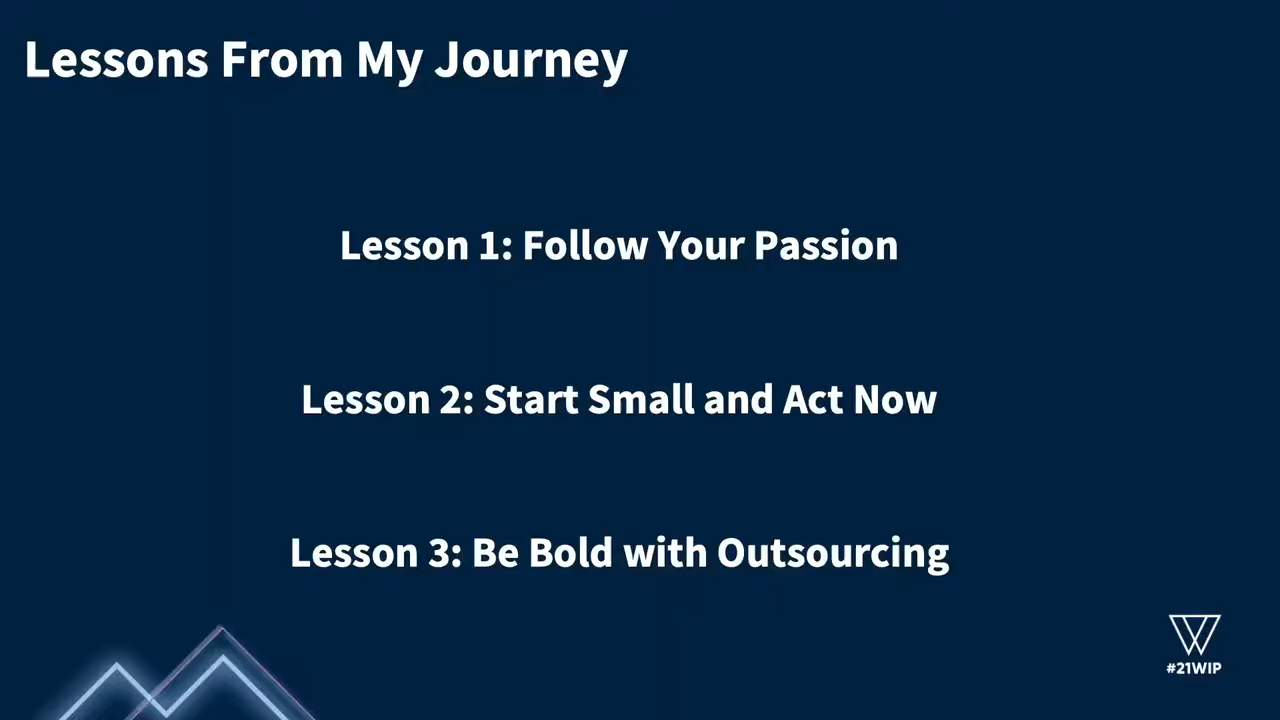 Lessons From My Journey
Lesson 1: Follow Your Passion
Lesson 2: Start Small and Act Now
Lesson 3: Be Bold with Outsourcing
#21WIP